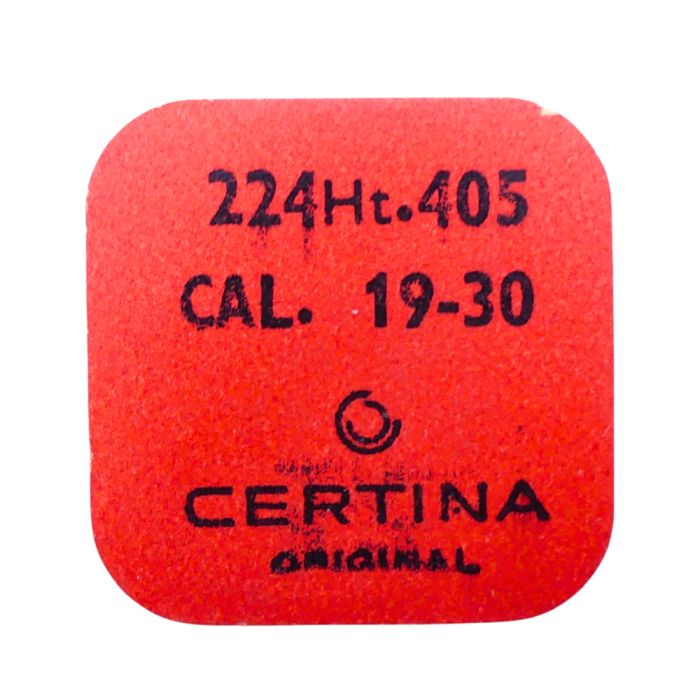 224Ht.405
CAL. 19-30
CERTINA
ORIGINAL